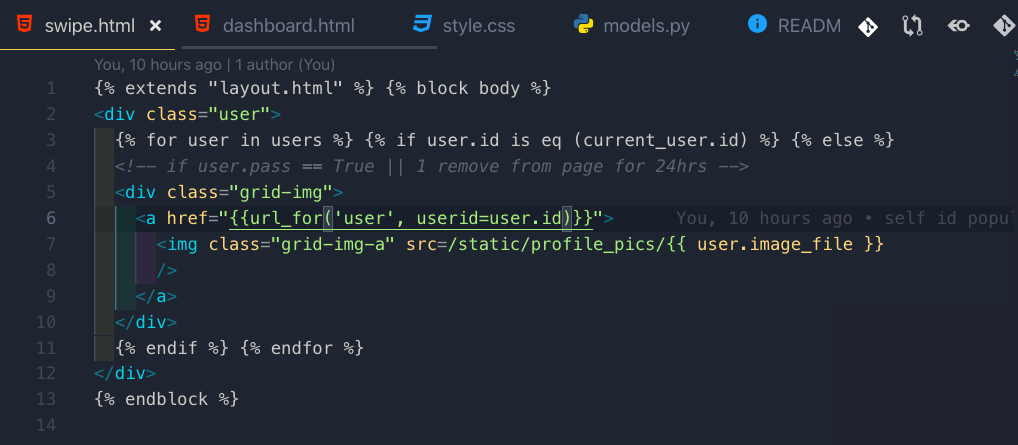 swipe.html × dashboard.html style.css models.py READM
You, 10 hours ago | 1 author (You)
1 {% extends "layout.html" %} {% block body %}
2 <div class="user">
3 {% for user in users %} {% if user.id is eq (current_user.id) %} {% else %}
4 <!-- if user.pass == True || 1 remove from page for 24hrs -->
5 <div class="grid-img">
6 <a href="{{url_for('user', userid=user.id)}}"> You, 10 hours ago • self id popul
7 <img class="grid-img-a" src=/static/profile_pics/{{ user.image_file }}
8 />
9 </a>
10 </div>
11 {% endif %} {% endfor %}
12 </div>
13 {% endblock %}
14